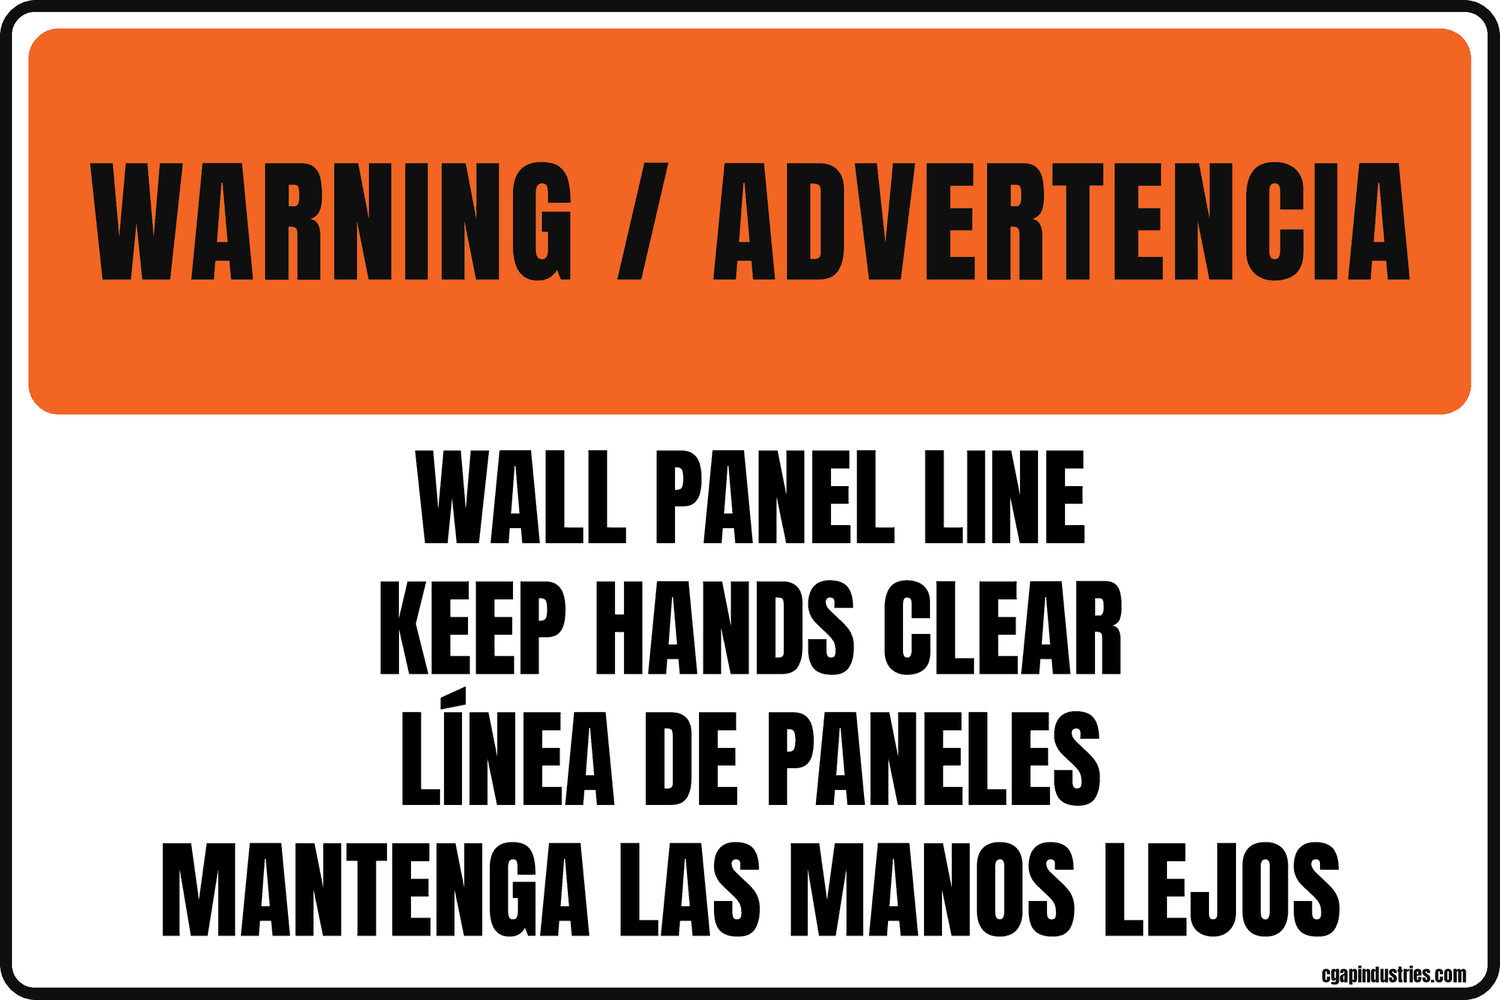 WARNING / ADVERTENCIA
WALL PANEL LINE
KEEP HANDS CLEAR
LÍNEA DE PANELES
MANTENGA LAS MANOS LEJOS
cgapindustries.com